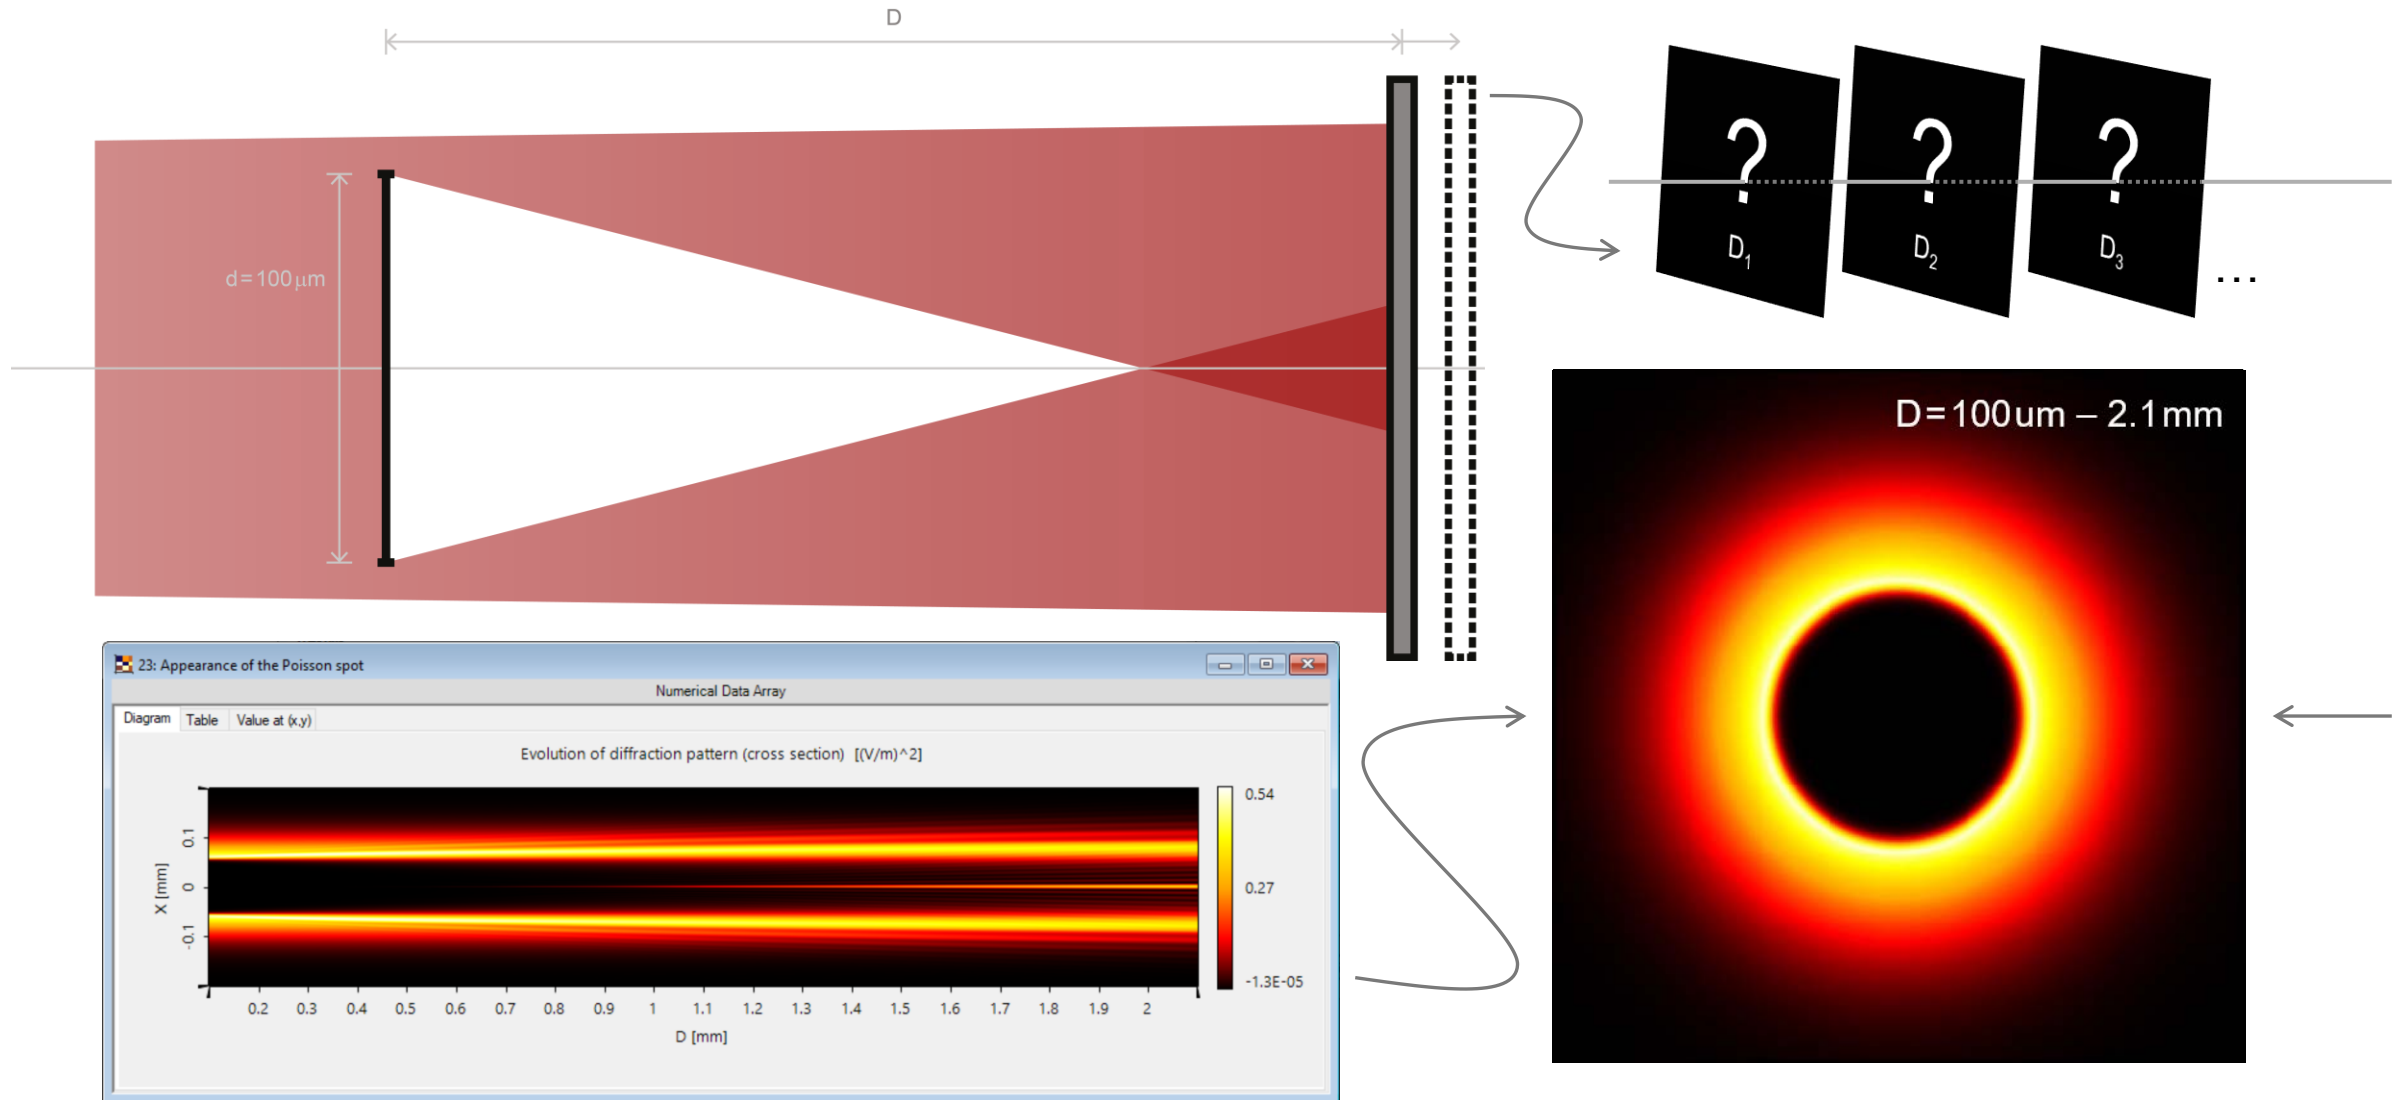 D
d=100μm
?
?
?
D1
D2
D3
...
D=100um – 2.1mm
23: Appearance of the Poisson spot
Numerical Data Array
Diagram
Table
Value at (x,y)
Evolution of diffraction pattern (cross section) [(V/m)^2]
X [mm]
0.1
0
-0.1
0.2 0.3 0.4 0.5 0.6 0.7 0.8 0.9 1 1.1 1.2 1.3 1.4 1.5 1.6 1.7 1.8 1.9 2
D [mm]
0.54
0.27
-1.3E-05